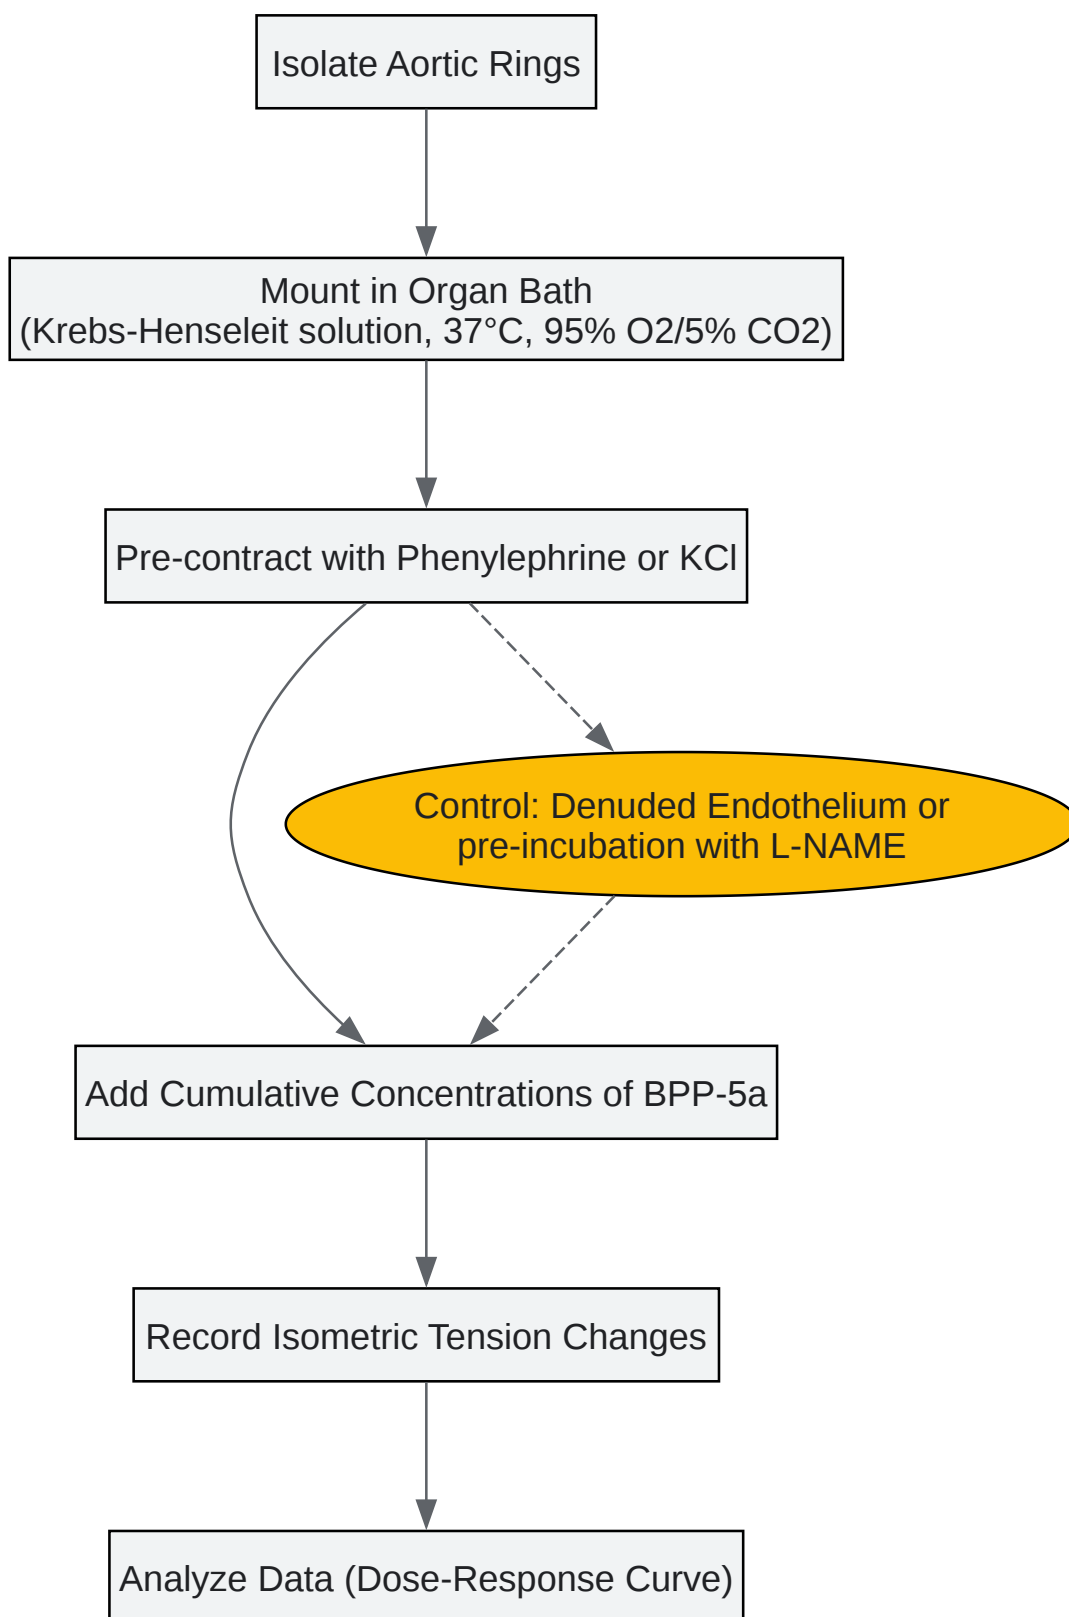 Isolate Aortic Rings
Mount in Organ Bath
(Krebs-Henseleit solution, 37°C, 95% O2/5% CO2)
Pre-contract with Phenylephrine or KCl
Control: Denuded Endothelium or
pre-incubation with L-NAME
Add Cumulative Concentrations of BPP-5a
Record Isometric Tension Changes
Analyze Data (Dose-Response Curve)